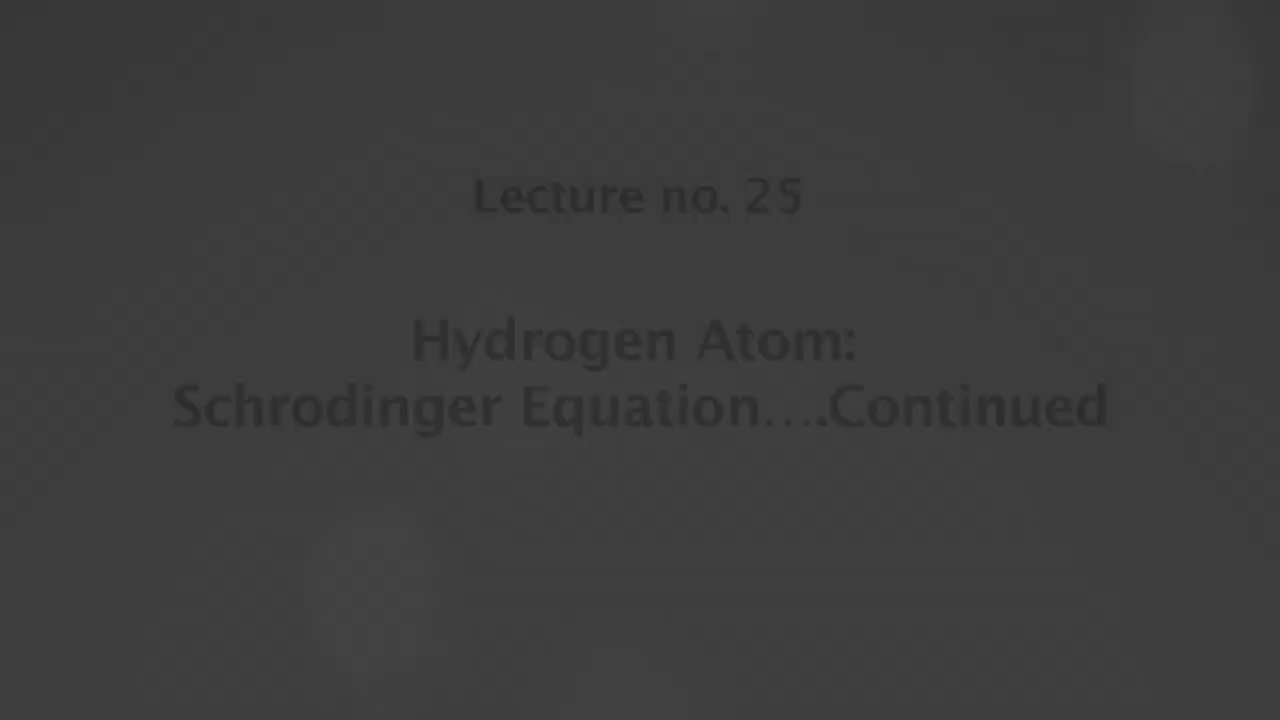 Lecture no. 25
Hydrogen Atom:
Schrodinger Equation....Continued